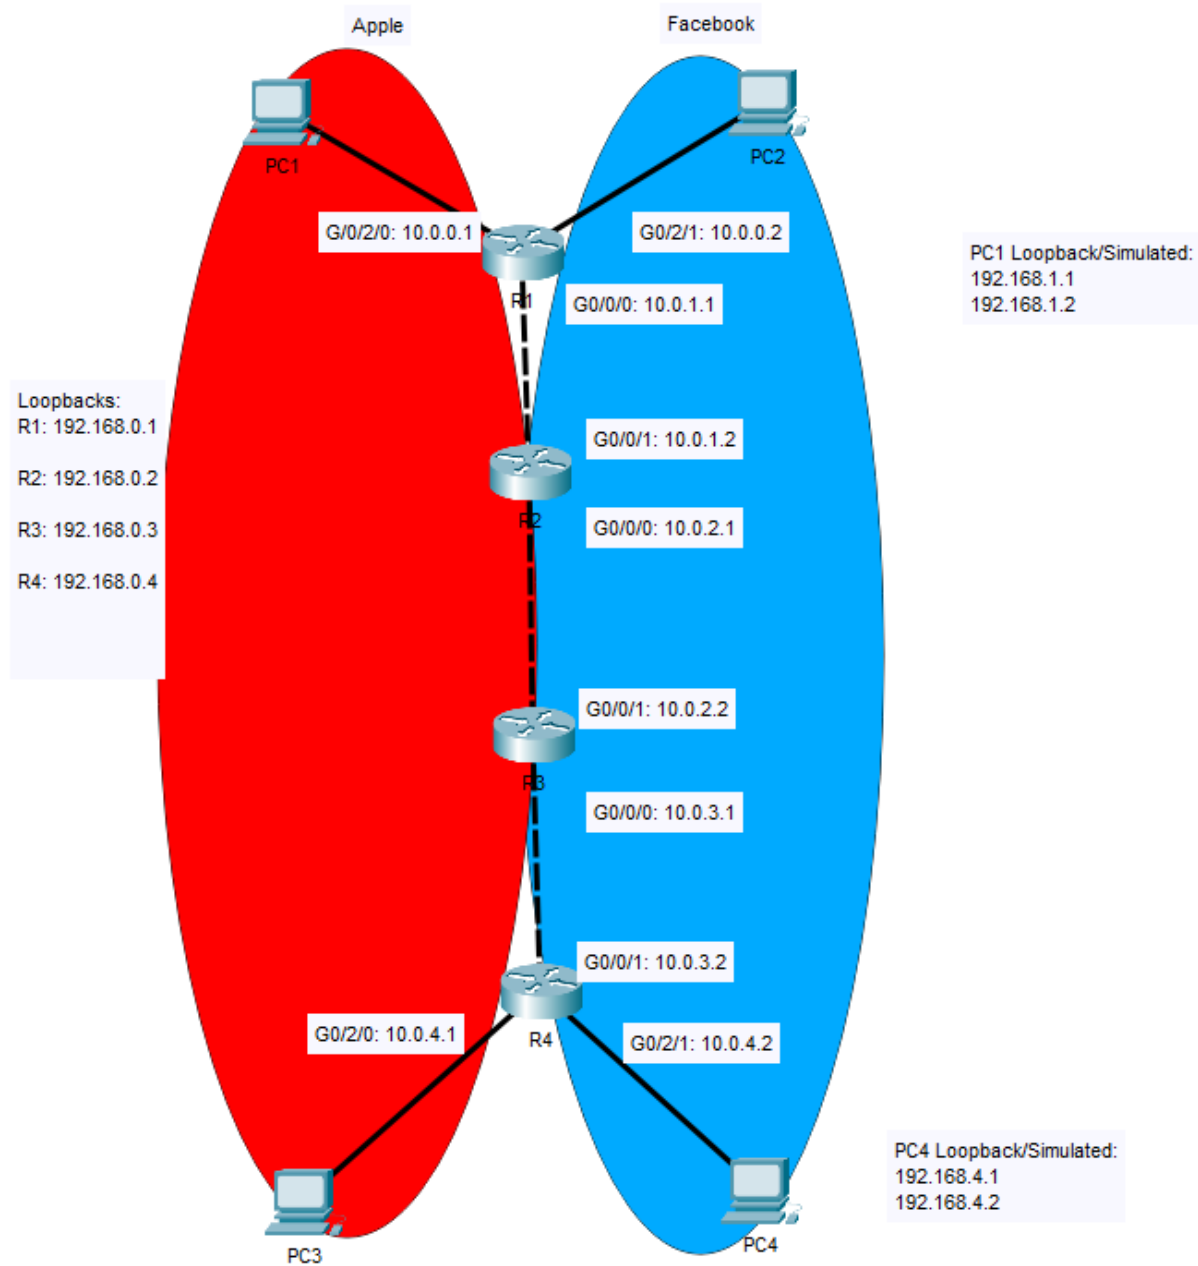 Apple
Facebook
PC1
PC2
G/0/2/0: 10.0.0.1
G0/2/1: 10.0.0.2
R1
G0/0/0: 10.0.1.1
PC1 Loopback/Simulated:
192.168.1.1
192.168.1.2
Loopbacks:
R1: 192.168.0.1
R2: 192.168.0.2
R3: 192.168.0.3
R4: 192.168.0.4
G0/0/1: 10.0.1.2
R2
G0/0/0: 10.0.2.1
G0/0/1: 10.0.2.2
R3
G0/0/0: 10.0.3.1
G0/0/1: 10.0.3.2
R4
G0/2/0: 10.0.4.1
G0/2/1: 10.0.4.2
PC4 Loopback/Simulated:
192.168.4.1
192.168.4.2
PC3
PC4